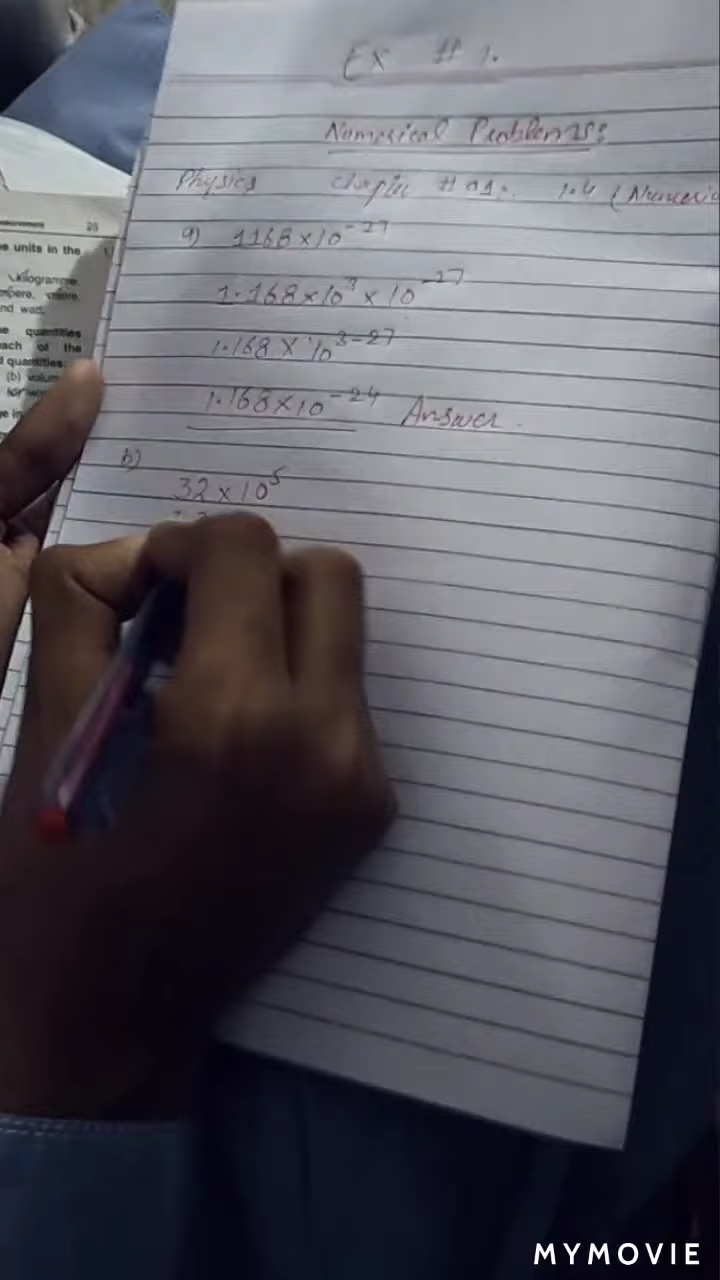 Ex # 1.
Numerical Problems:
Physics chapter # 01: 1.4 (Numeric
a) 1168 × 10⁻²⁷
1.168 × 10³ × 10⁻²⁷
1.168 × 10³⁻²⁷
1.168 × 10⁻²⁴ Answer.
b)
32 × 10⁵
25
units in the
kilogramme,
ampere,
and watt.
quantities
each of the
quantities:
(b)
MYMOVIE